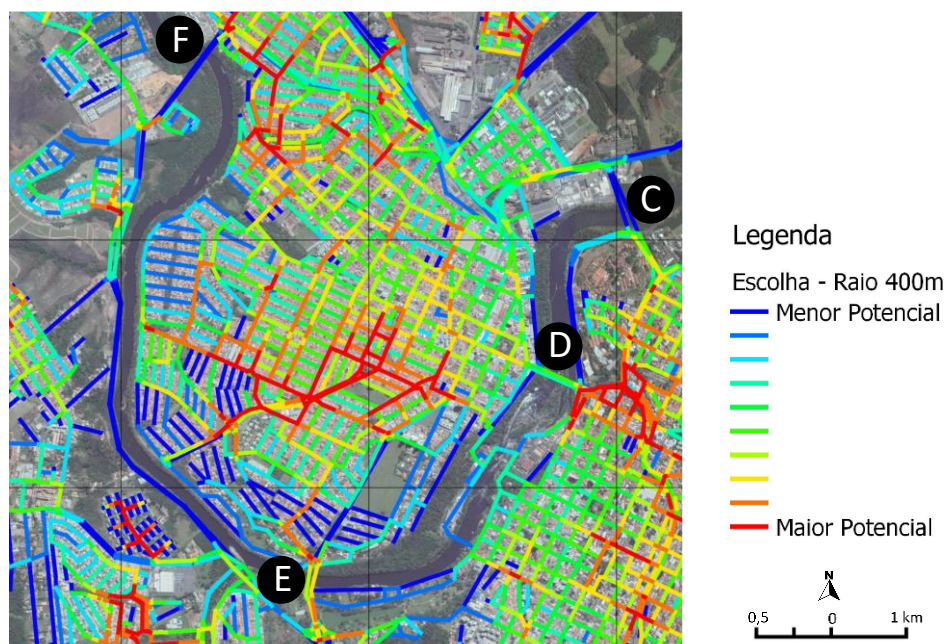 F
C
D
E
Legenda
Escolha - Raio 400m
Menor Potencial
Maior Potencial
N
0,5 0 1 km